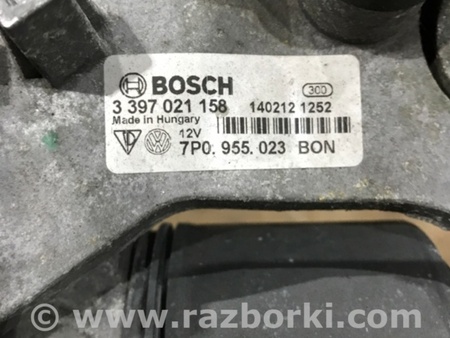 BOSCH
300
3 397 021 158 140212 1252
Made in Hungary
12V
7P0. 955. 023 BON
© www.razborki.com